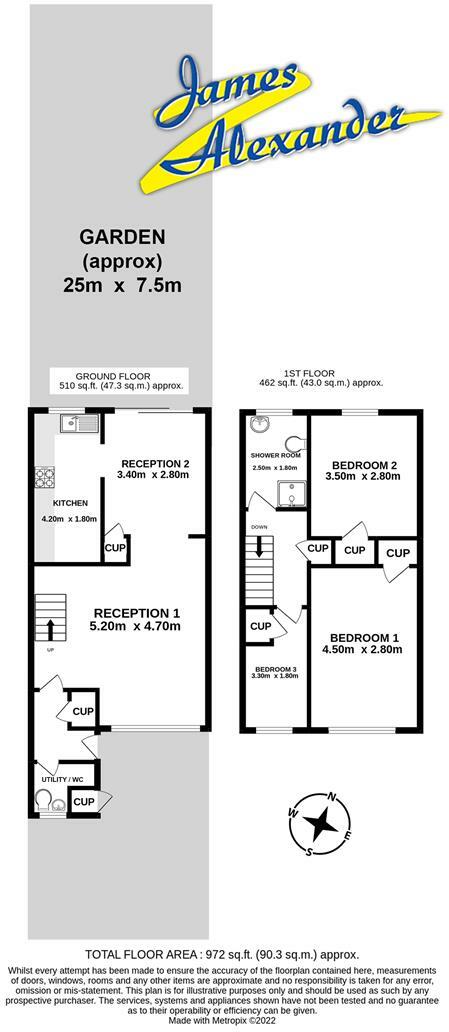 James
Alexander
GARDEN
(approx)
25m x 7.5m
GROUND FLOOR
510 sq.ft. (47.3 sq.m.) approx.
1ST FLOOR
462 sq.ft. (43.0 sq.m.) approx.
RECEPTION 2
3.40m x 2.80m
KITCHEN
4.20m x 1.80m
CUP
RECEPTION 1
5.20m x 4.70m
UP
CUP
UTILITY / WC
CUP
SHOWER ROOM
2.50m x 1.80m
BEDROOM 2
3.50m x 2.80m
DOWN
CUP
CUP
CUP
CUP
BEDROOM 1
4.50m x 2.80m
BEDROOM 3
3.30m x 1.80m
N
W
E
S
TOTAL FLOOR AREA : 972 sq.ft. (90.3 sq.m.) approx.
Whilst every attempt has been made to ensure the accuracy of the floorplan contained here, measurements
of doors, windows, rooms and any other items are approximate and no responsibility is taken for any error,
omission or mis-statement. This plan is for illustrative purposes only and should be used as such by any
prospective purchaser. The services, systems and appliances shown have not been tested and no guarantee
as to their operability or efficiency can be given.
Made with Metropix ©2022